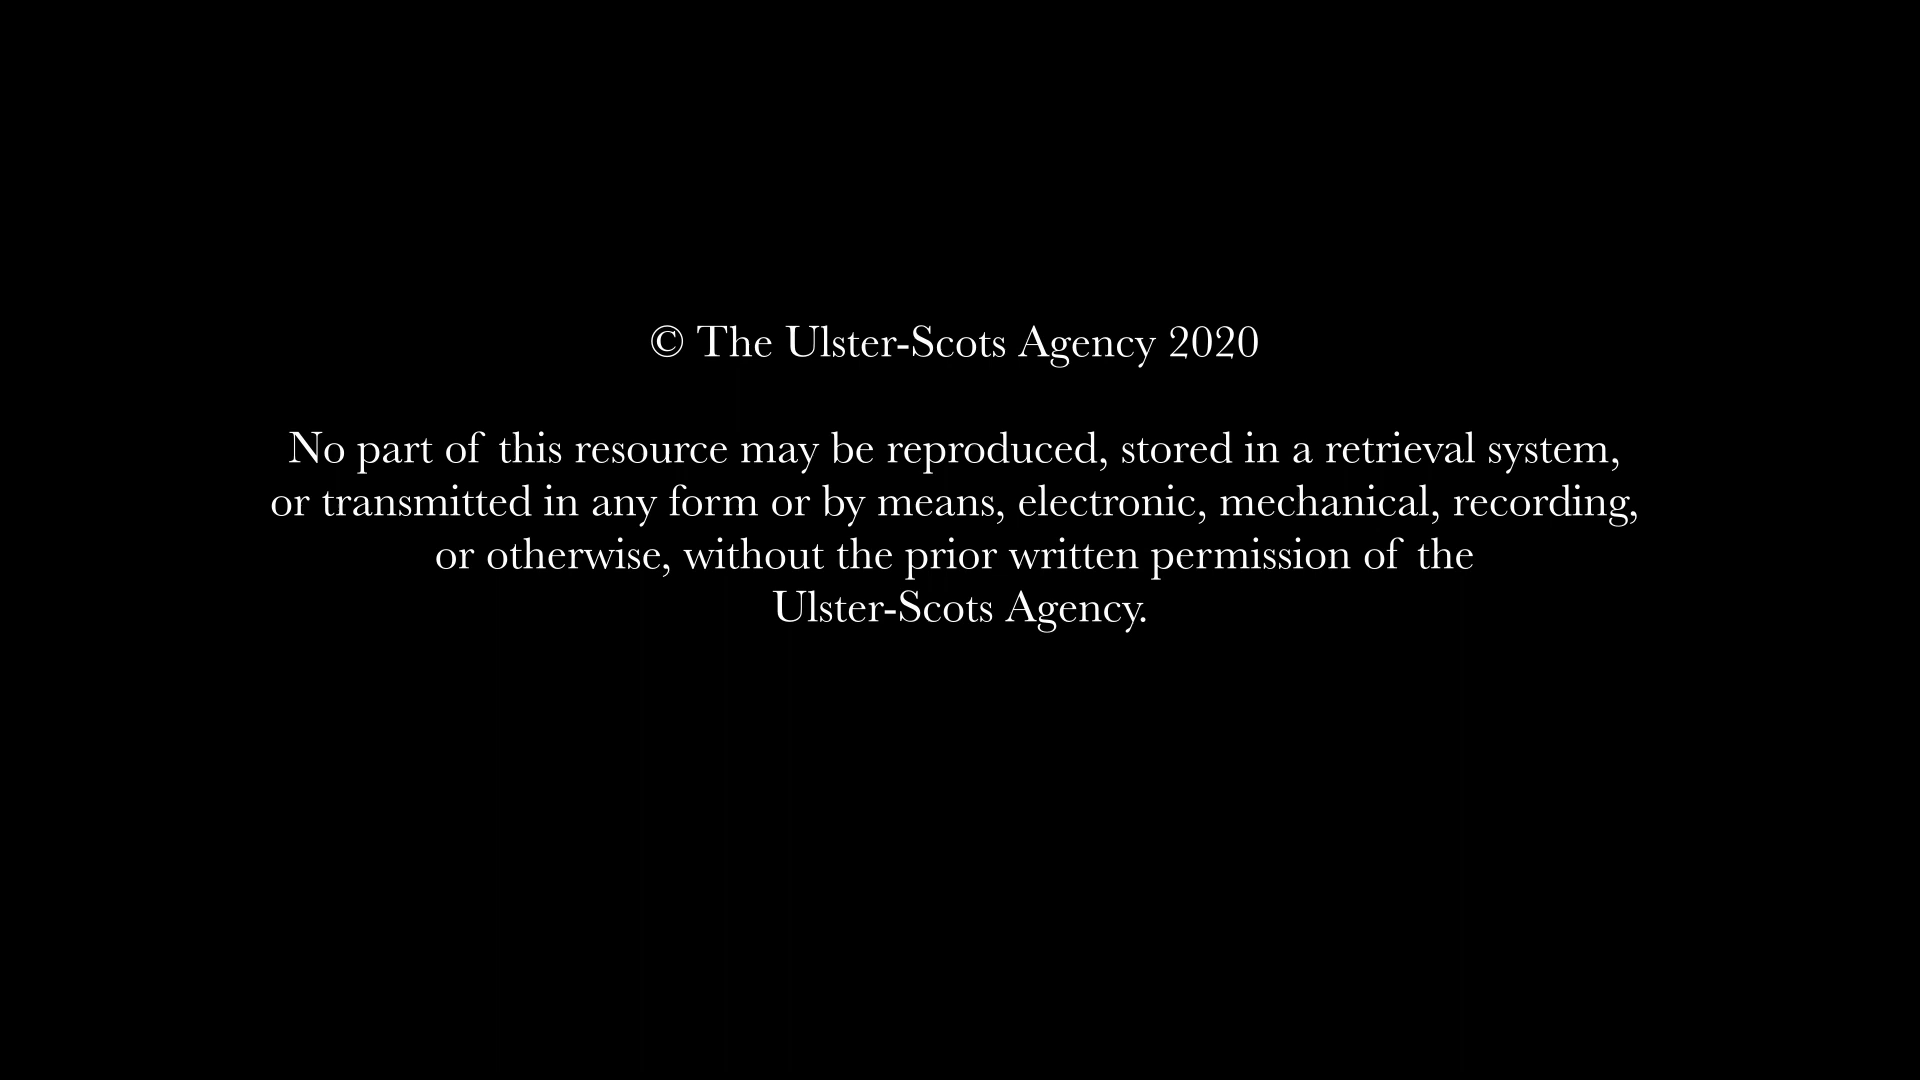 © The Ulster-Scots Agency 2020
No part of this resource may be reproduced, stored in a retrieval system,
or transmitted in any form or by means, electronic, mechanical, recording,
or otherwise, without the prior written permission of the
Ulster-Scots Agency.